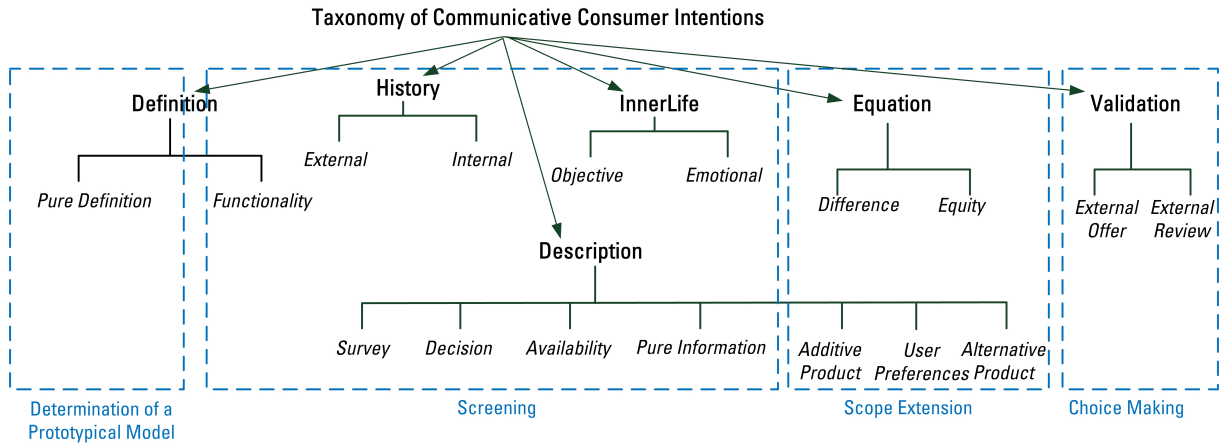 Taxonomy of Communicative Consumer Intentions
Definition
History
InnerLife
Equation
Validation
External
Internal
Objective
Emotional
Pure Definition
Functionality
Difference
Equity
External
Offer
External
Review
Description
Survey
Decision
Availability
Pure Information
Additive
Product
User
Preferences
Alternative
Product
Determination of a
Prototypical Model
Screening
Scope Extension
Choice Making